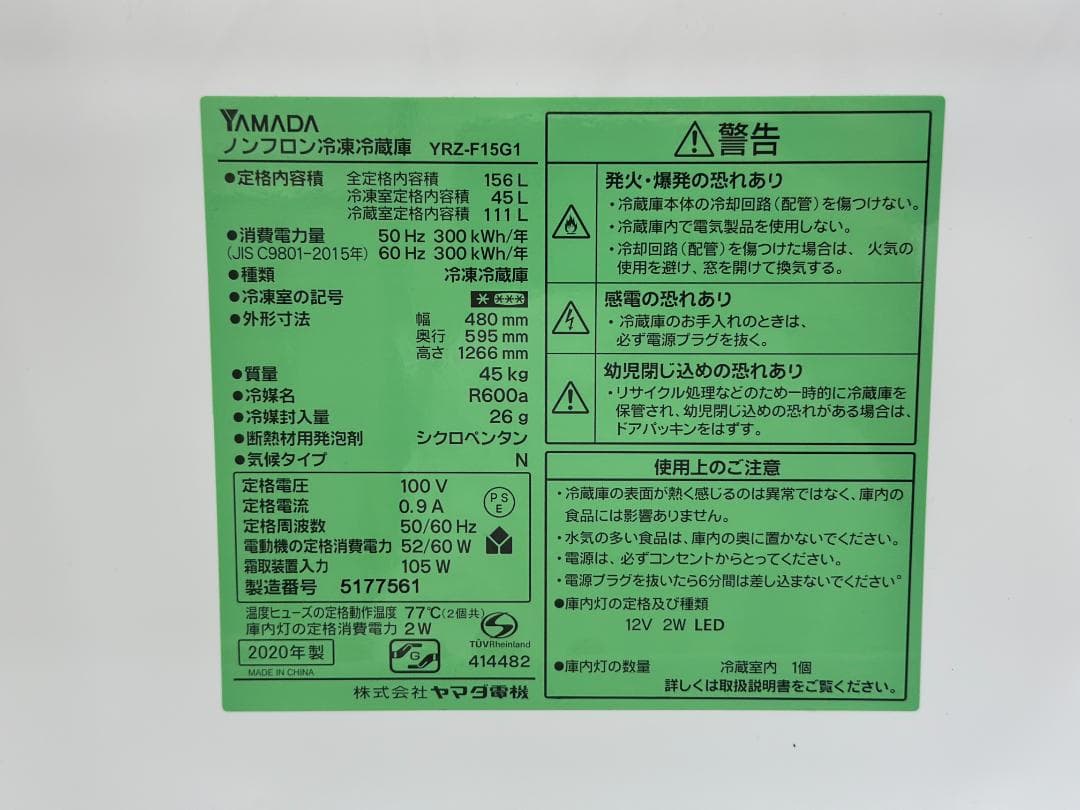 YAMADA
ノンフロン冷凍冷蔵庫 YRZ-F15G1
●定格内容積 全定格内容積 156 L
冷凍室定格内容積 45 L
冷蔵室定格内容積 111 L
●消費電力量 50 Hz 300 kWh/年
(JIS C9801-2015年) 60 Hz 300 kWh/年
●種類 冷凍冷蔵庫
●冷凍室の記号
●外形寸法 幅 480 mm
奥行 595 mm
高さ 1266 mm
●質量 45 kg
●冷媒名 R600a
●冷媒封入量 26 g
●断熱材用発泡剤 シクロペンタン
●気候タイプ N
定格電圧 100 V
定格電流 0.9 A
定格周波数 50/60 Hz
電動機の定格消費電力 52/60 W
霜取装置入力 105 W
製造番号 5177561
PS
E
温度ヒューズの定格動作温度 77℃(2個共)
庫内灯の定格消費電力 2W
2020年製
MADE IN CHINA
G
TÜVRheinland
414482
株式会社ヤマダ電機
警告
発火・爆発の恐れあり
・冷蔵庫本体の冷却回路(配管)を傷つけない。
・冷蔵庫内で電気製品を使用しない。
・冷却回路(配管)を傷つけた場合は、火気の
使用を避け、窓を開けて換気する。
感電の恐れあり
・冷蔵庫のお手入れのときは、
必ず電源プラグを抜く。
幼児閉じ込めの恐れあり
・リサイクル処理などのため一時的に冷蔵庫を
保管され、幼児閉じ込めの恐れがある場合は、
ドアパッキンをはずす。
使用上のご注意
・冷蔵庫の表面が熱く感じるのは異常ではなく、庫内の
食品には影響ありません。
・水気の多い食品は、庫内の奥に置かないでください。
・電源は、必ずコンセントからとってください。
・電源プラグを抜いたら6分間は差し込まないでください。
●庫内灯の定格及び種類
12V 2W LED
●庫内灯の数量 冷蔵室内 1個
詳しくは取扱説明書をご覧ください。